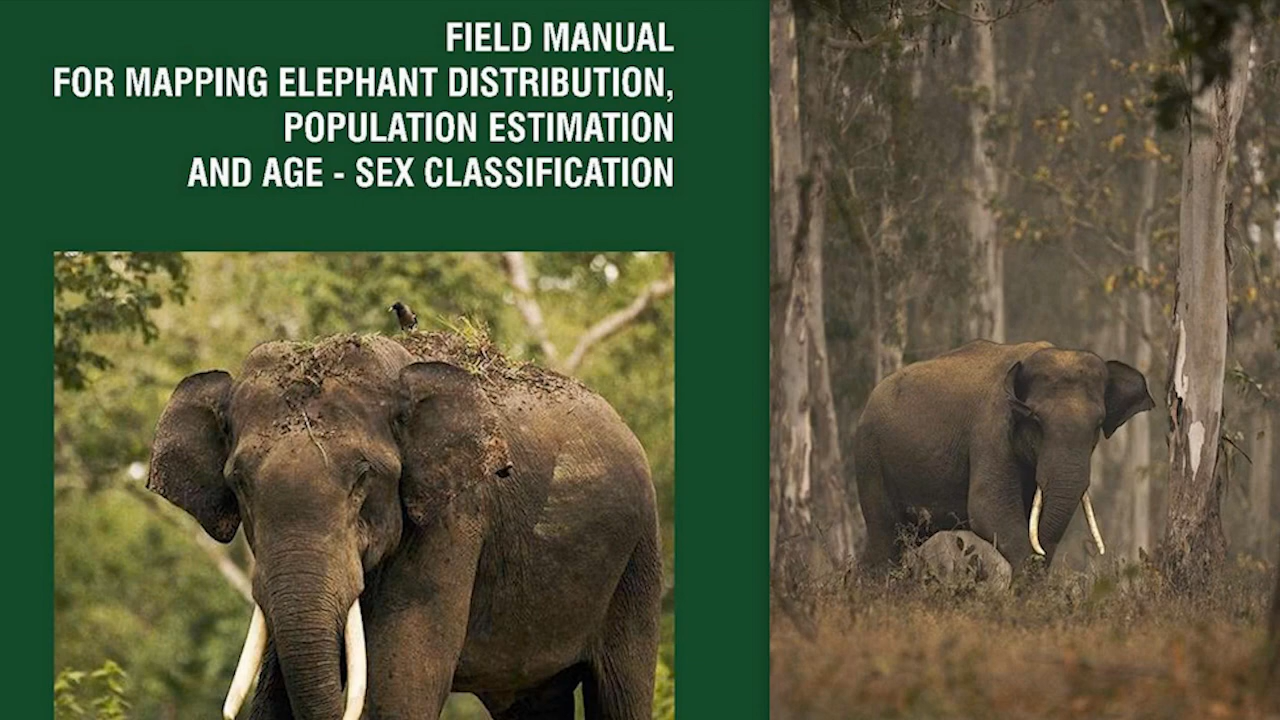 FIELD MANUAL
FOR MAPPING ELEPHANT DISTRIBUTION,
POPULATION ESTIMATION
AND AGE - SEX CLASSIFICATION